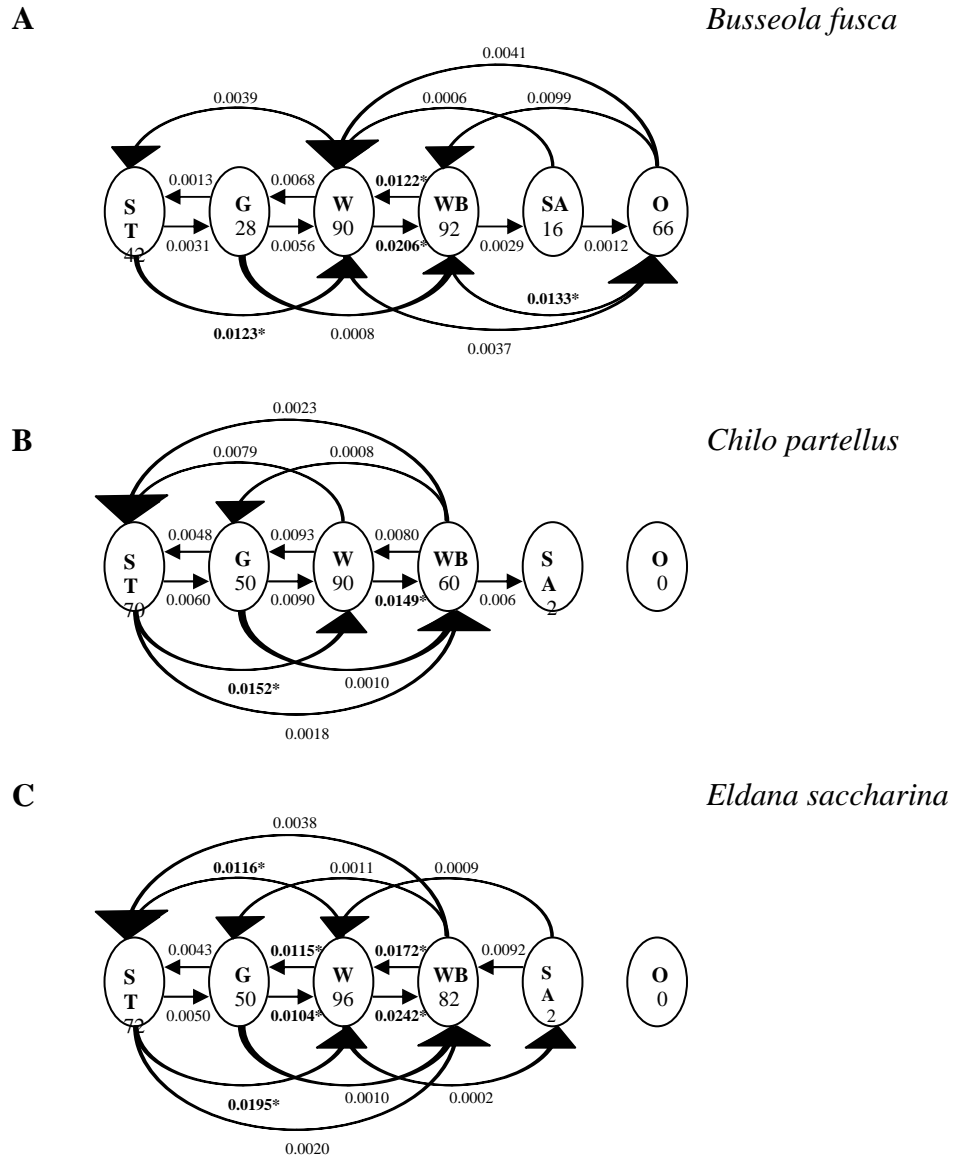 A Busseola fusca
0.0041
0.0039 0.0006 0.0099
0.0013 0.0068 0.0122*
S T 42 G 28 W 90 WB 92 SA 16 O 66
0.0031 0.0056 0.0206* 0.0029 0.0012
0.0133*
0.0123* 0.0008 0.0037
B Chilo partellus
0.0023
0.0079 0.0008
0.0048 0.0093 0.0080
S T 70 G 50 W 90 WB 60 S A 2 O 0
0.0060 0.0090 0.0149* 0.006
0.0152* 0.0010
0.0018
C Eldana saccharina
0.0038
0.0116* 0.0011 0.0009
0.0043 0.0115* 0.0172* 0.0092
S T 72 G 50 W 96 WB 82 S A 2 O 0
0.0050 0.0104* 0.0242*
0.0195* 0.0010 0.0002
0.0020